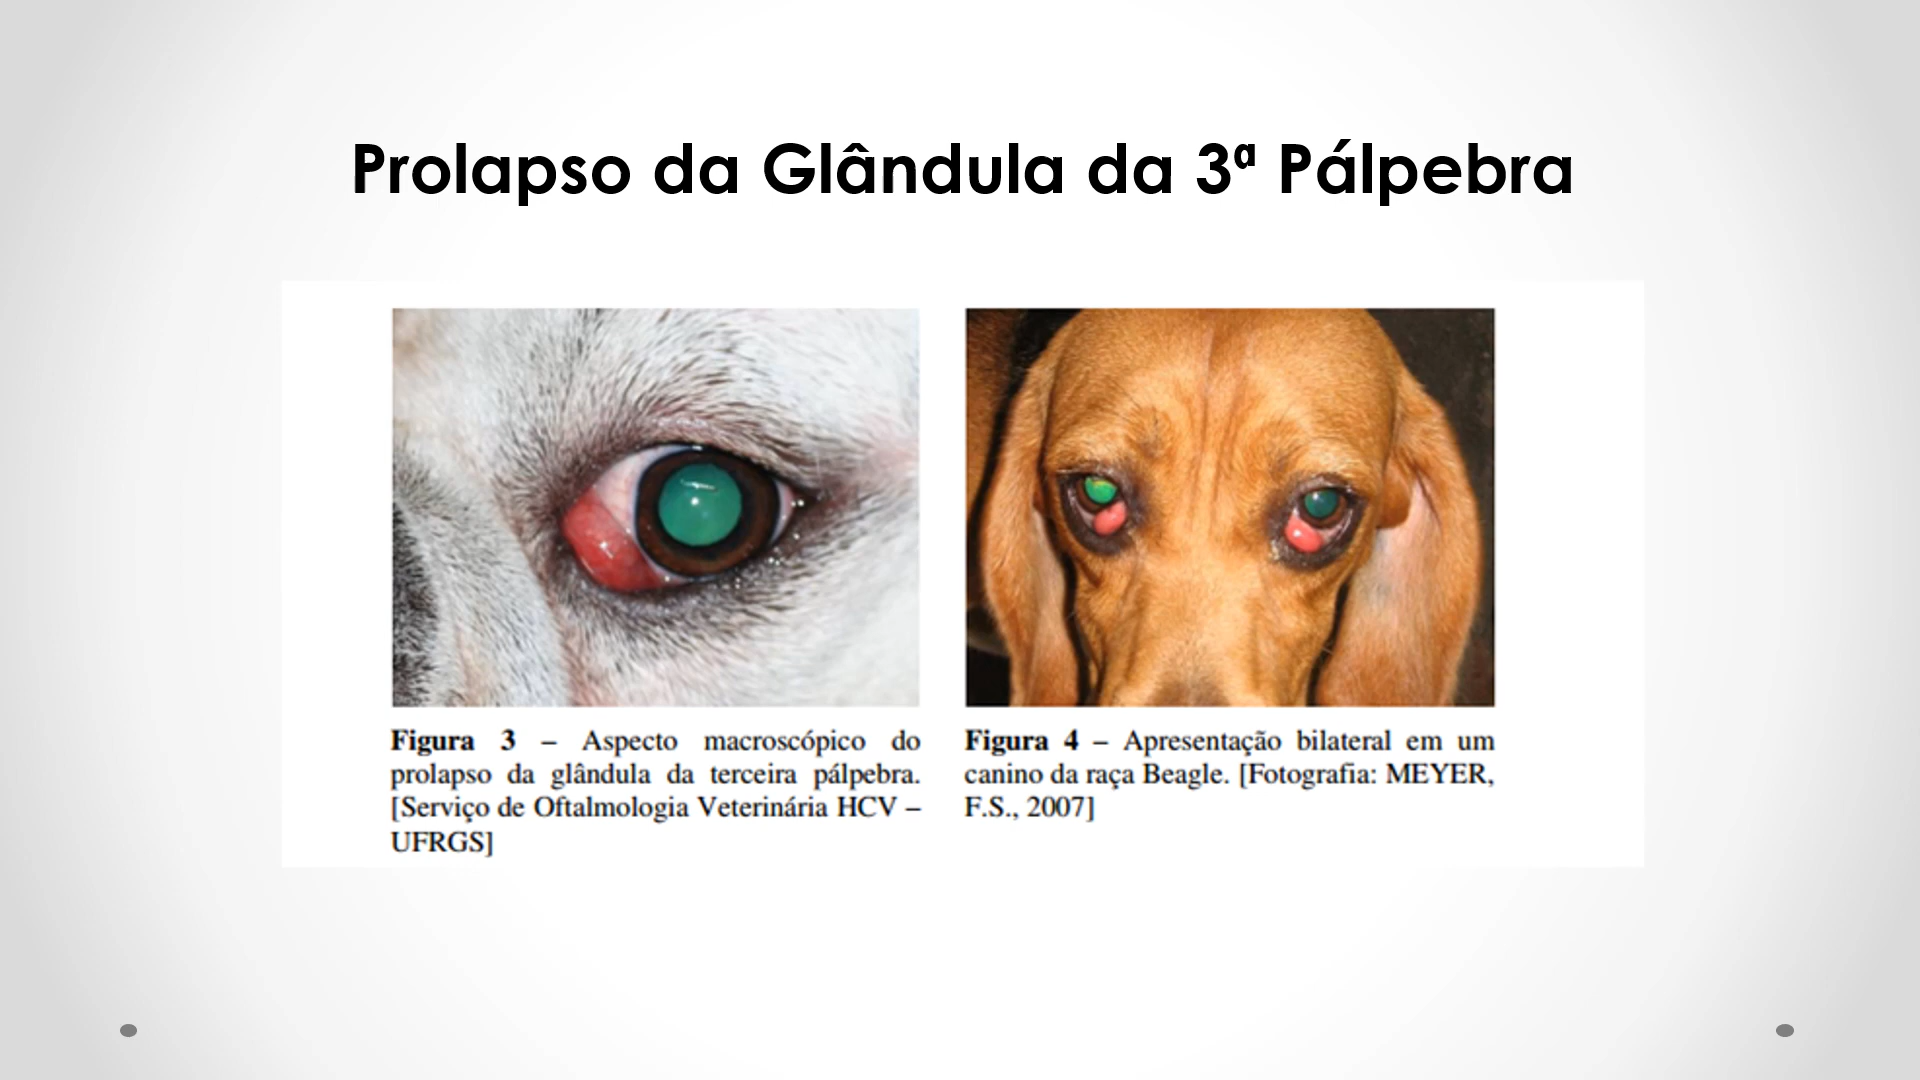 Prolapso da Glândula da 3ª Pálpebra
Figura 3 – Aspecto macroscópico do
prolapso da glândula da terceira pálpebra.
[Serviço de Oftalmologia Veterinária HCV –
UFRGS]
Figura 4 – Apresentação bilateral em um
canino da raça Beagle. [Fotografia: MEYER,
F.S., 2007]